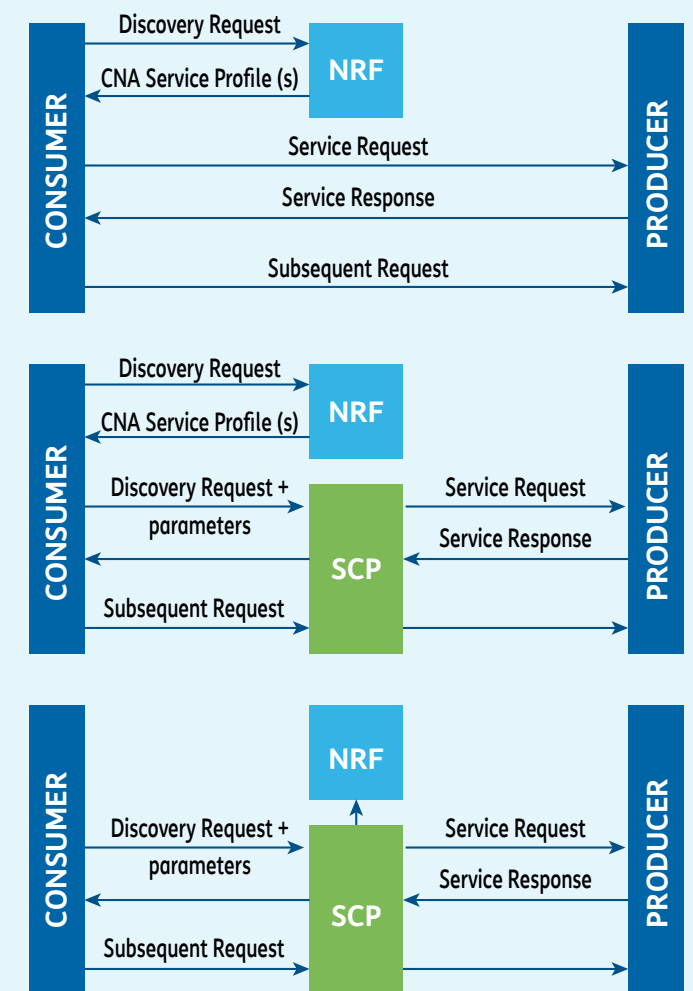 Discovery Request
NRF
CNA Service Profile (s)
CONSUMER
PRODUCER
Service Request
Service Response
Subsequent Request
Discovery Request
NRF
CNA Service Profile (s)
CONSUMER
PRODUCER
Discovery Request +
parameters
Service Request
Service Response
SCP
Subsequent Request
NRF
CONSUMER
PRODUCER
Discovery Request +
parameters
Service Request
Service Response
SCP
Subsequent Request